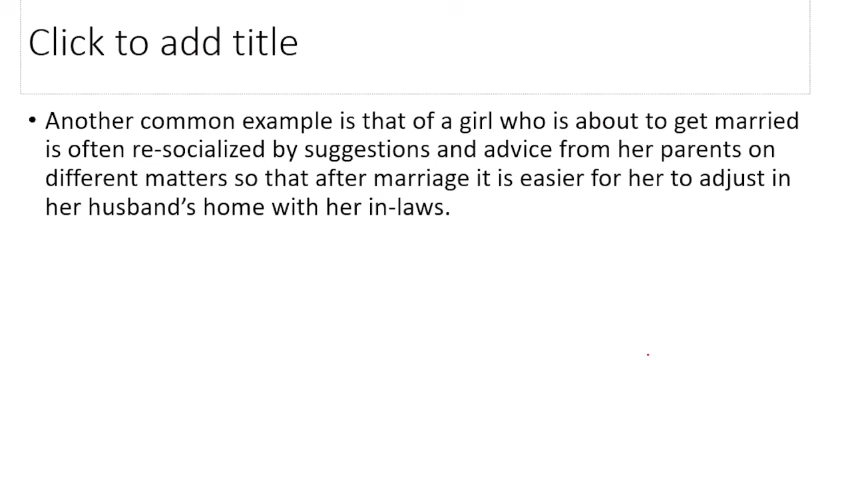 Click to add title
• Another common example is that of a girl who is about to get married
is often re-socialized by suggestions and advice from her parents on
different matters so that after marriage it is easier for her to adjust in
her husband’s home with her in-laws.